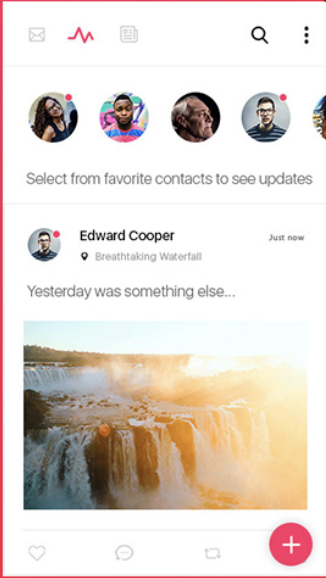 Select from favorite contacts to see updates
Edward Cooper
Just now
Breathtaking Waterfall
Yesterday was something else...